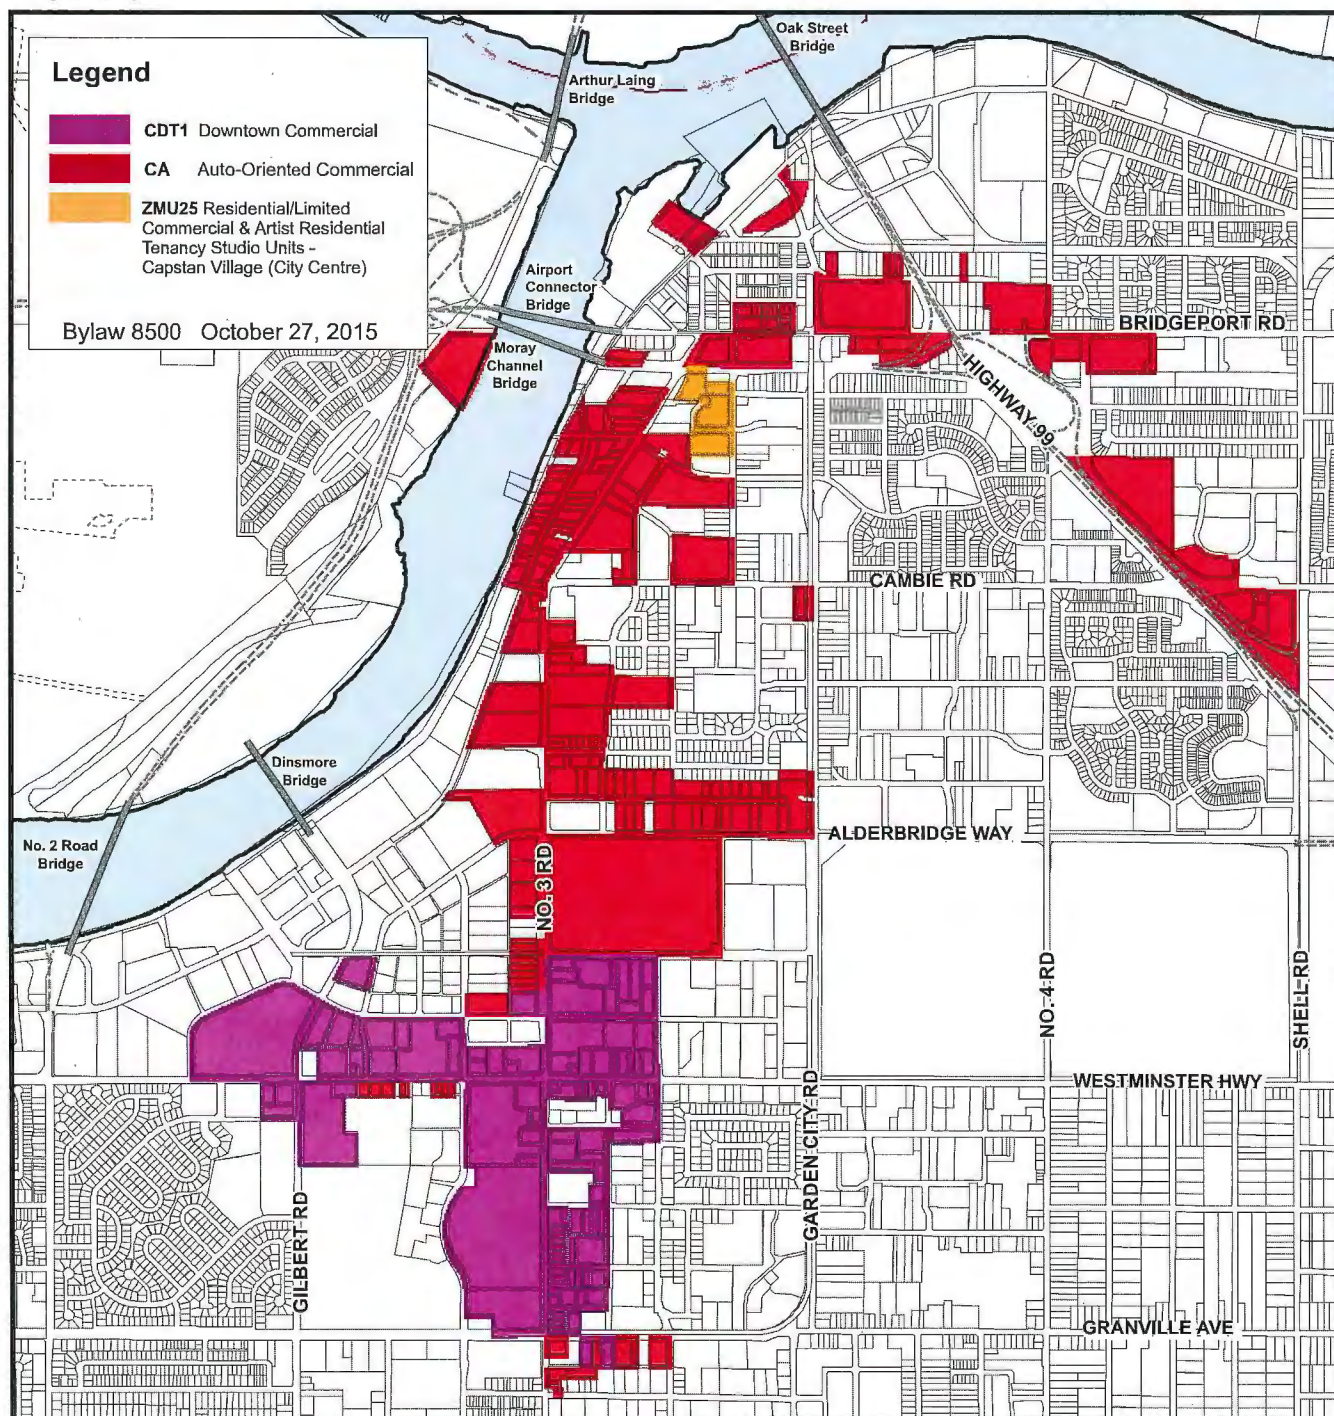 Legend
CDT1 Downtown Commercial
CA Auto-Oriented Commercial
ZMU25 Residential/Limited
Commercial & Artist Residential
Tenancy Studio Units -
Capstan Village (City Centre)
Bylaw 8500 October 27, 2015
Oak Street
Bridge
Arthur Laing
Bridge
Airport
Connector
Bridge
Moray
Channel
Bridge
BRIDGEPORT RD
HIGHWAY 99
CAMBIE RD
Dinsmore
Bridge
No. 2 Road
Bridge
ALDERBRIDGE WAY
NO. 3 RD
NO. 4 RD
SHELL RD
WESTMINSTER HWY
GARDEN CITY RD
GILBERT RD
GRANVILLE AVE